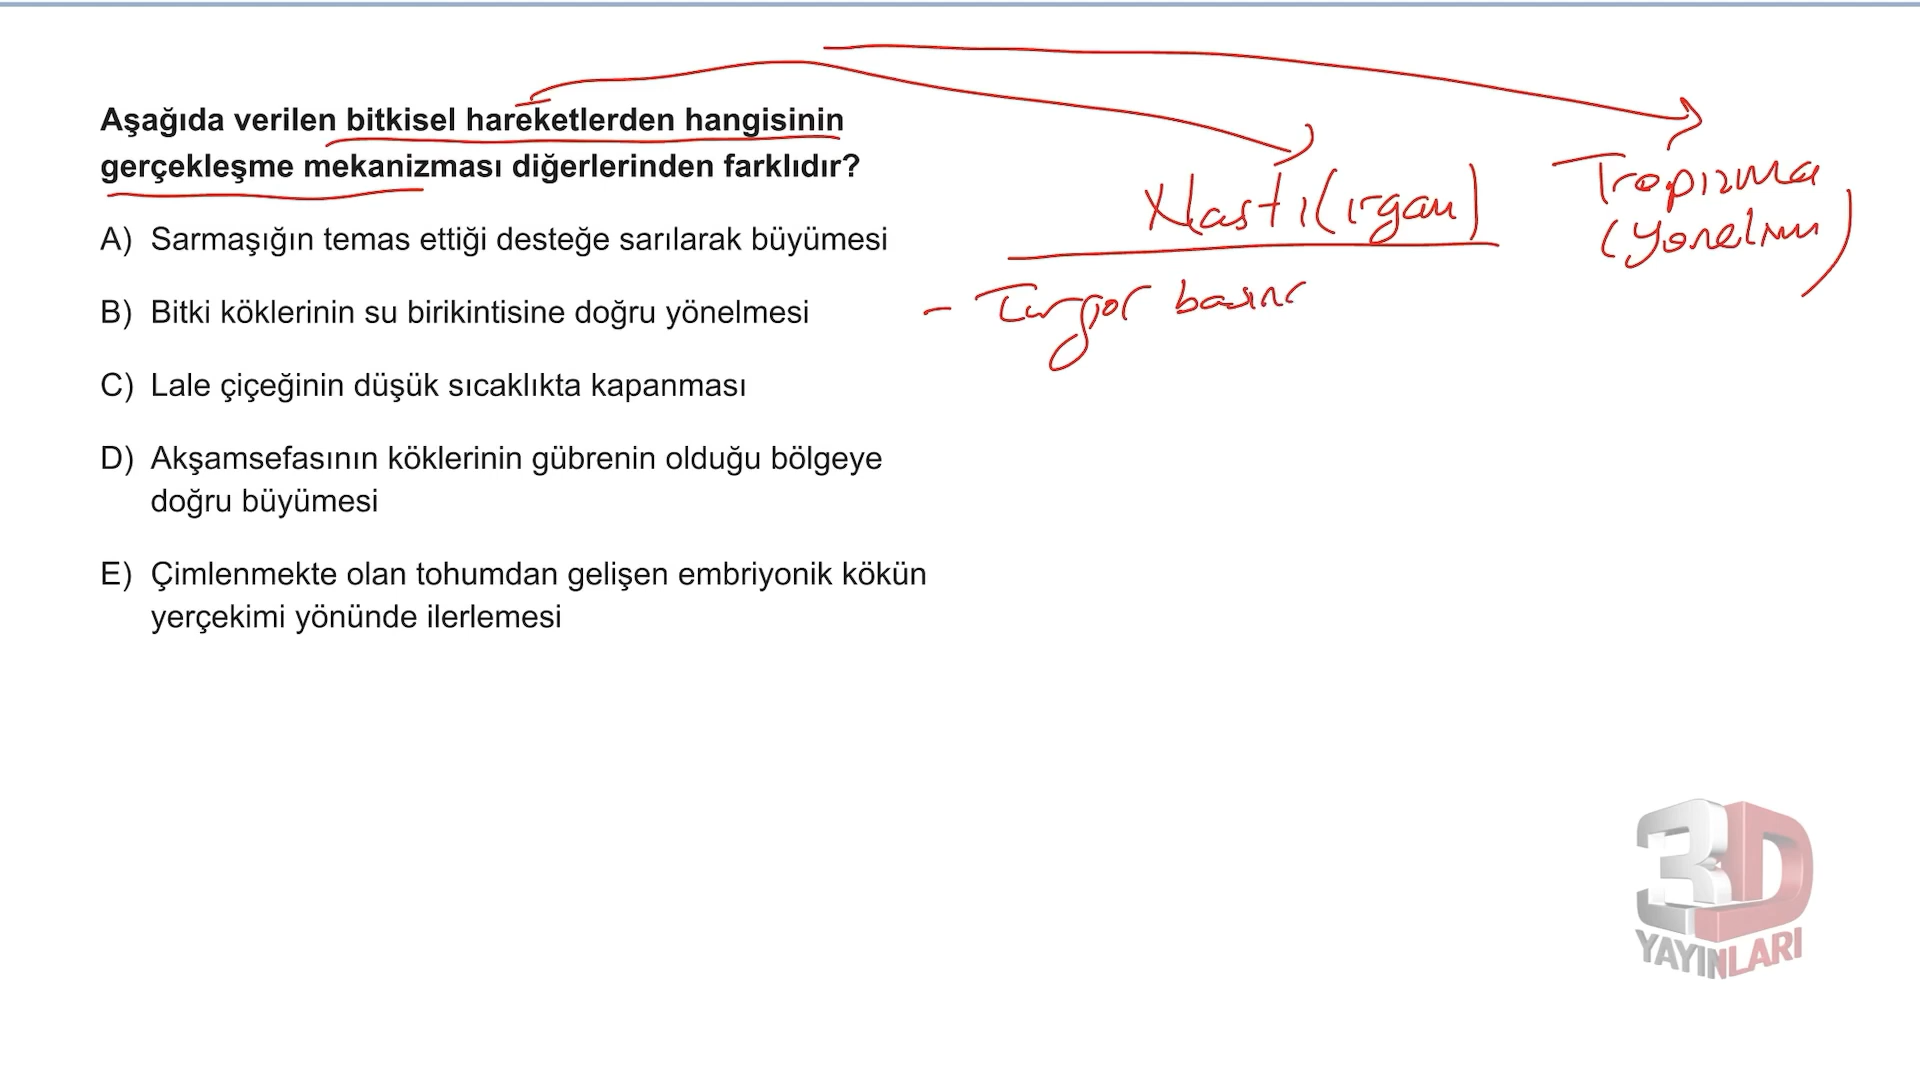 Aşağıda verilen bitkisel hareketlerden hangisinin
gerçekleşme mekanizması diğerlerinden farklıdır?
A) Sarmaşığın temas ettiği desteğe sarılarak büyümesi
B) Bitki köklerinin su birikintisine doğru yönelmesi
C) Lale çiçeğinin düşük sıcaklıkta kapanması
D) Akşamsefasının köklerinin gübrenin olduğu bölgeye
doğru büyümesi
E) Çimlenmekte olan tohumdan gelişen embriyonik kökün
yerçekimi yönünde ilerlemesi
Nasti (ırgan)
- Turgor basınc
Tropizma
(Yönelim)
3D
YAYINLARI